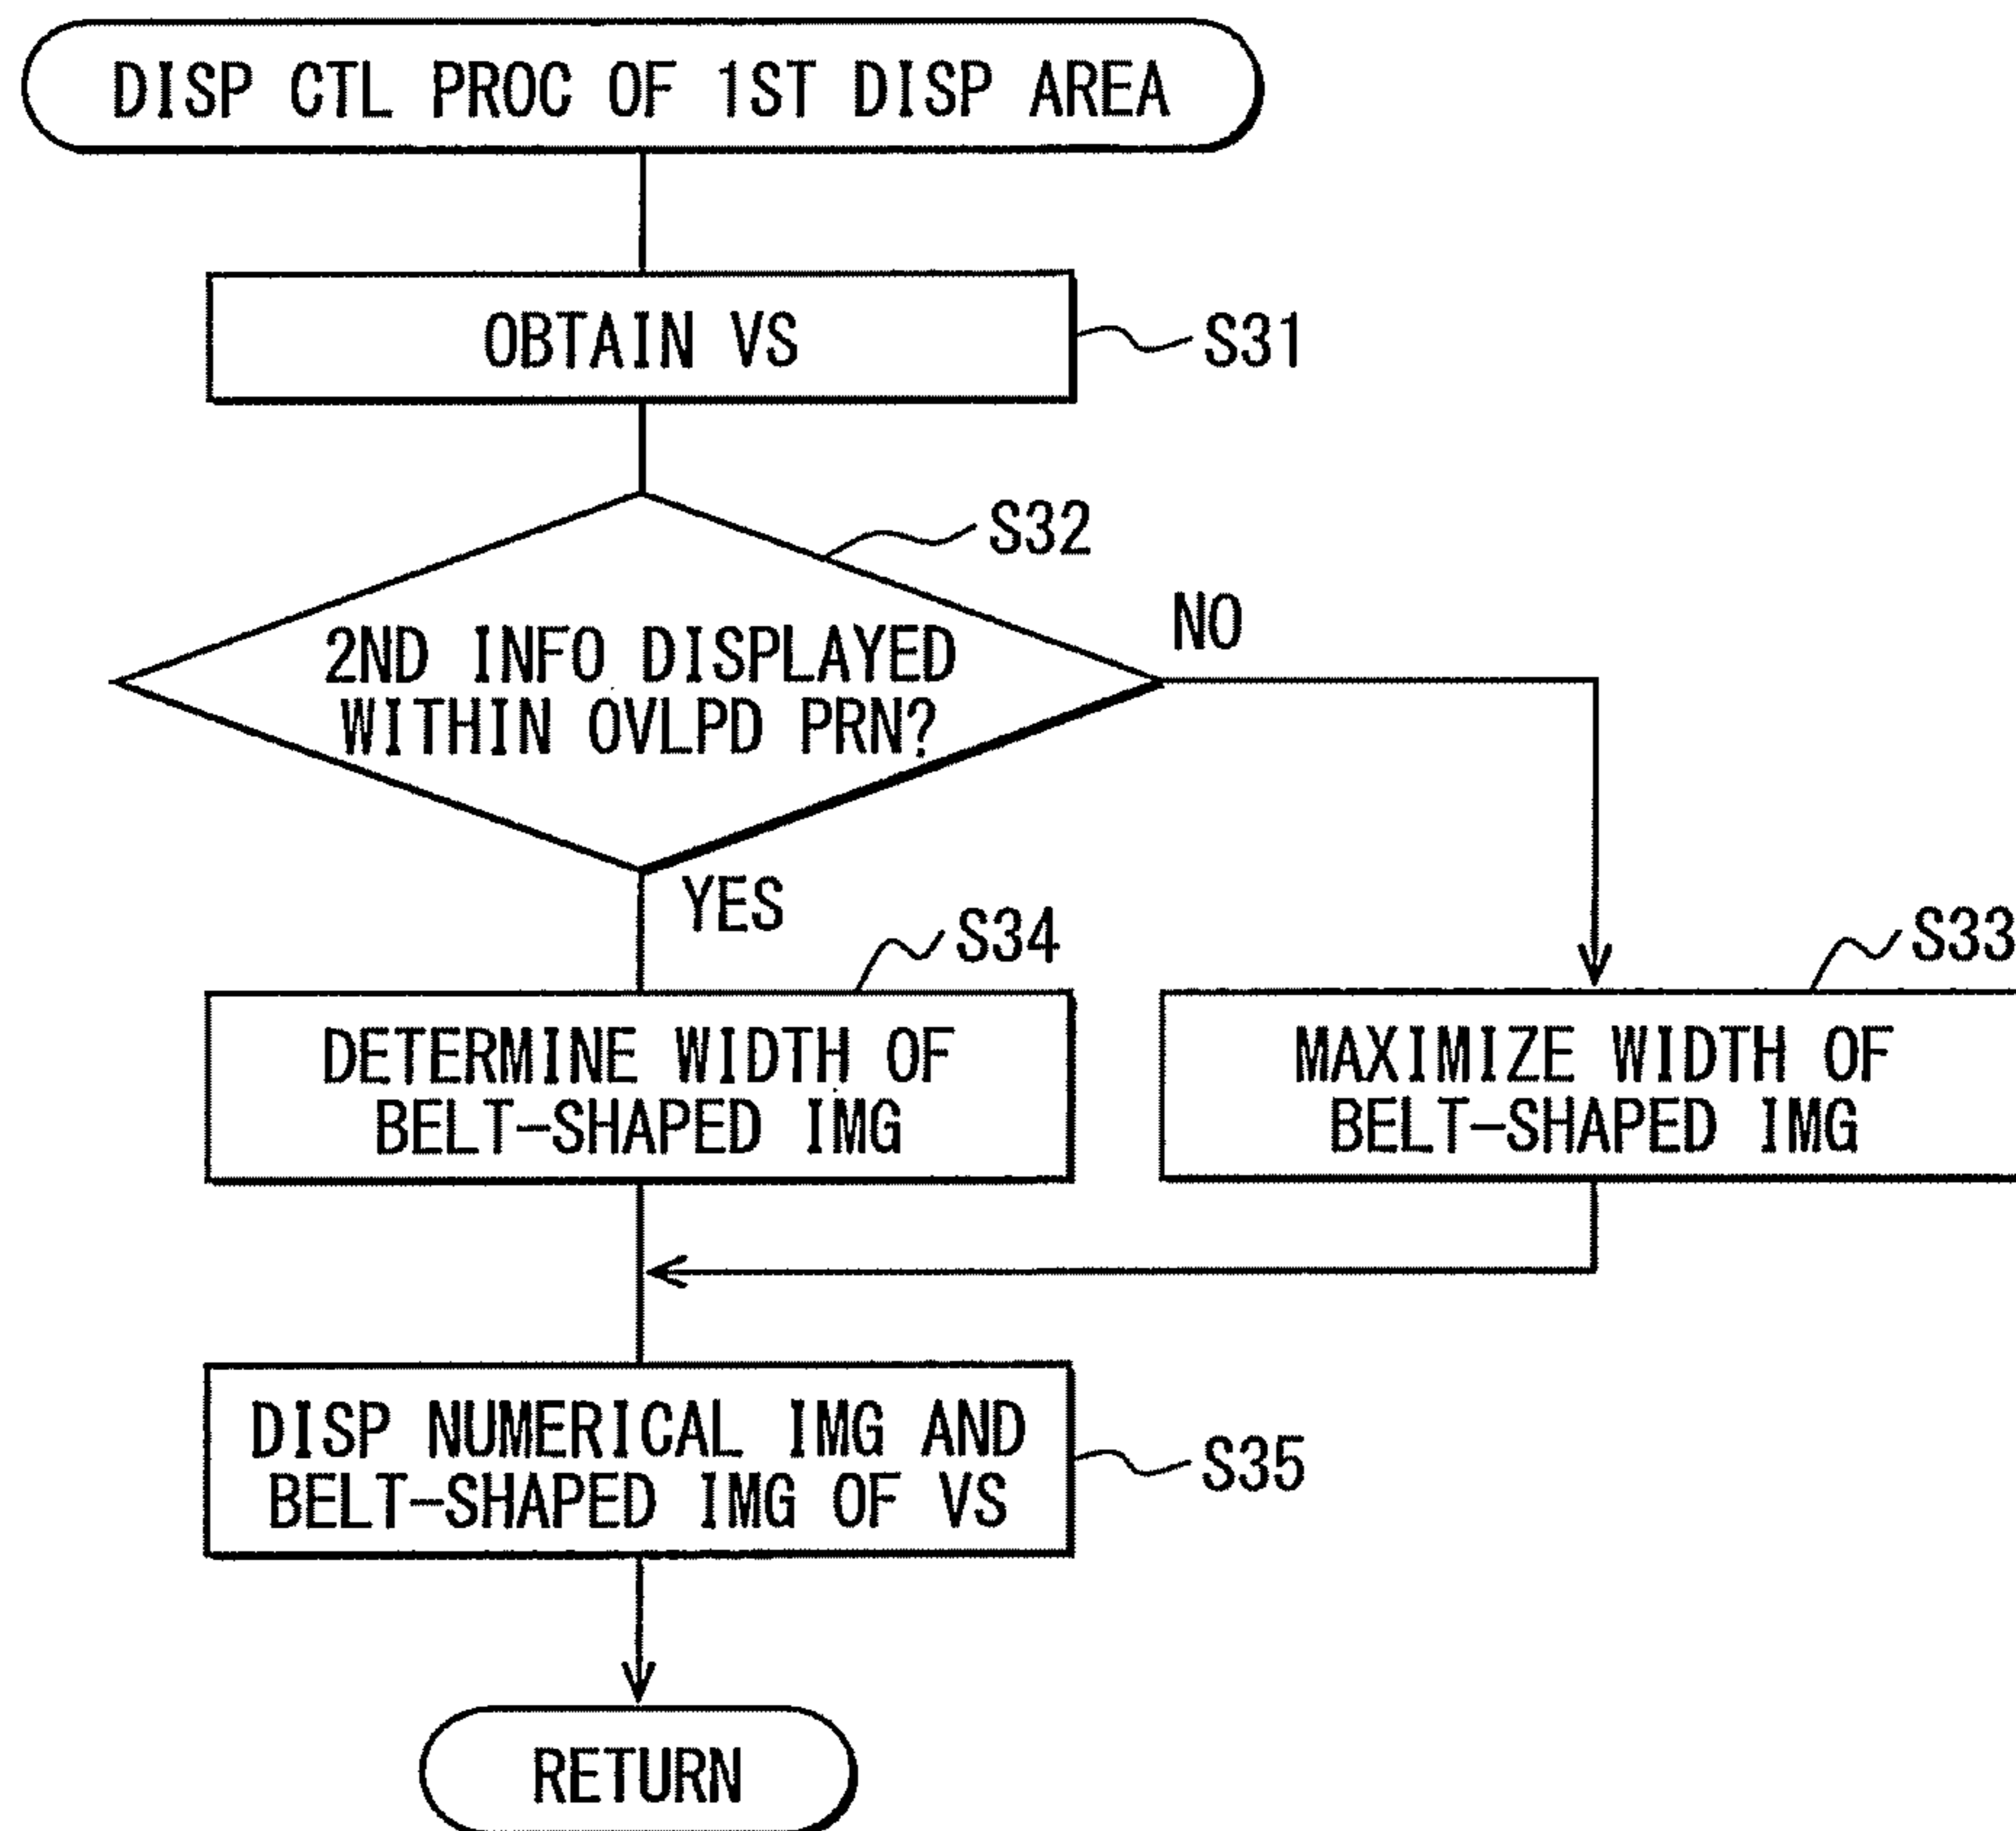 DISP CTL PROC OF 1ST DISP AREA
OBTAIN VS
S31
S32
2ND INFO DISPLAYED
WITHIN OVLPD PRN?
NO
YES
S34
DETERMINE WIDTH OF
BELT-SHAPED IMG
S33
MAXIMIZE WIDTH OF
BELT-SHAPED IMG
DISP NUMERICAL IMG AND
BELT-SHAPED IMG OF VS
S35
RETURN